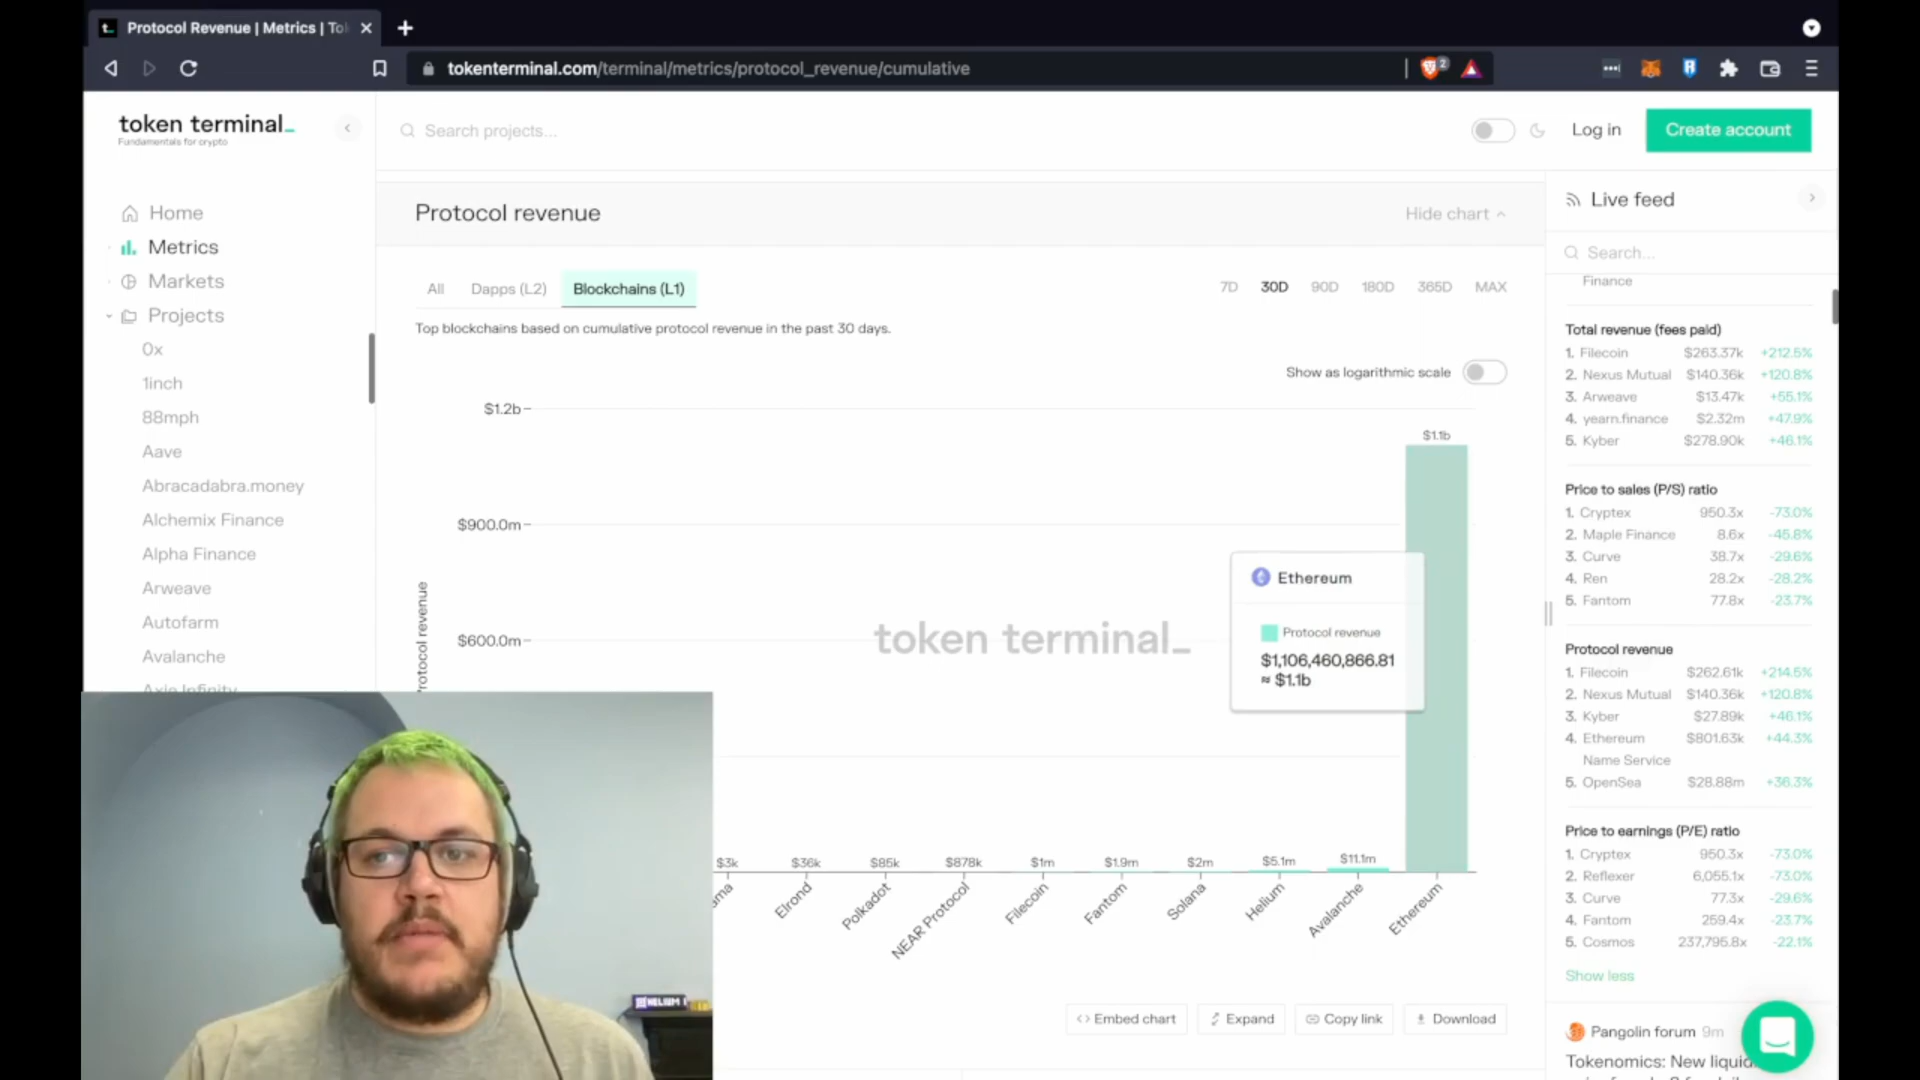 Protocol Revenue | Metrics | To
tokenterminal.com/terminal/metrics/protocol_revenue/cumulative
2
token terminal_
Fundamentals for crypto
Search projects...
Log in
Create account
Home
Metrics
Markets
Projects
0x
1inch
88mph
Aave
Abracadabra.money
Alchemix Finance
Alpha Finance
Arweave
Autofarm
Avalanche
Axie Infinity
Protocol revenue
Hide chart
All
Dapps (L2)
Blockchains (L1)
7D
30D
90D
180D
365D
MAX
Top blockchains based on cumulative protocol revenue in the past 30 days.
Show as logarithmic scale
$1.2b
$900.0m
$600.0m
Protocol revenue
token terminal_
$1.1b
Ethereum
Protocol revenue
$1,106,460,866.81
≈ $1.1b
$3k
$36k
$85k
$878k
$1m
$1.9m
$2m
$5.1m
$11.1m
Elrond
Polkadot
NEAR Protocol
Filecoin
Fantom
Solana
Helium
Avalanche
Ethereum
HELIUM
<> Embed chart
Expand
Copy link
Download
Live feed
Search...
Finance
Total revenue (fees paid)
1. Filecoin $263.37k +212.5%
2. Nexus Mutual $140.36k +120.8%
3. Arweave $13.47k +55.1%
4. yearn.finance $2.32m +47.9%
5. Kyber $278.90k +46.1%
Price to sales (P/S) ratio
1. Cryptex 950.3x -73.0%
2. Maple Finance 8.6x -45.8%
3. Curve 38.7x -29.6%
4. Ren 28.2x -28.2%
5. Fantom 77.8x -23.7%
Protocol revenue
1. Filecoin $262.61k +214.5%
2. Nexus Mutual $140.36k +120.8%
3. Kyber $27.89k +46.1%
4. Ethereum $801.63k +44.3%
Name Service
5. OpenSea $28.88m +36.3%
Price to earnings (P/E) ratio
1. Cryptex 950.3x -73.0%
2. Reflexer 6,055.1x -73.0%
3. Curve 77.3x -29.6%
4. Fantom 259.4x -23.7%
5. Cosmos 237,795.8x -22.1%
Show less
Pangolin forum 9m
Tokenomics: New liquid